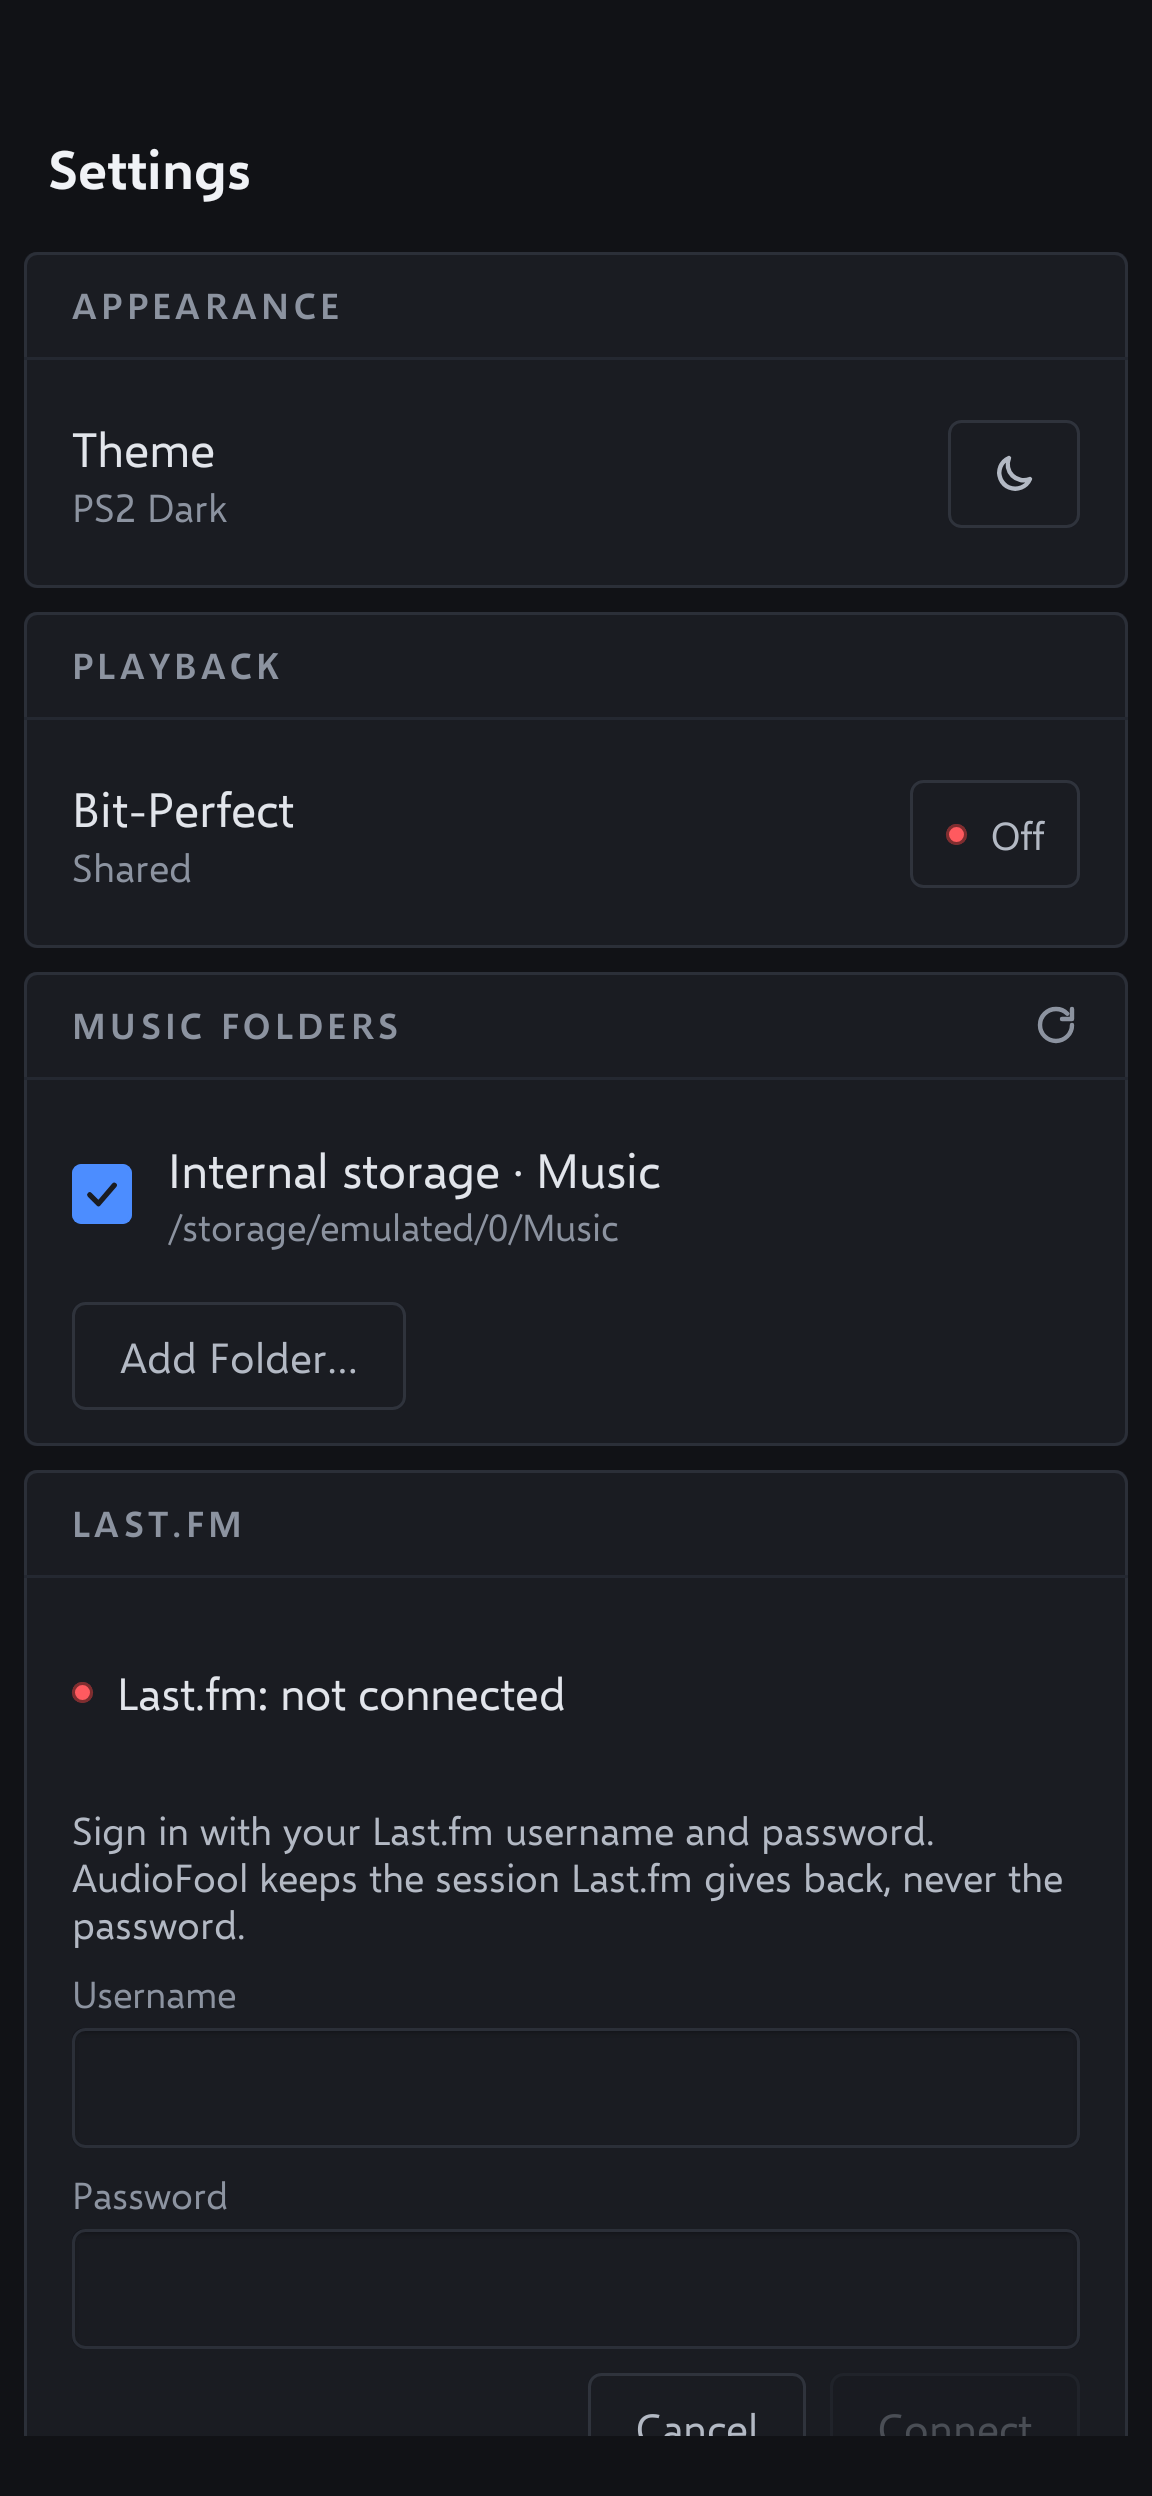 Settings
APPEARANCE
Theme
PS2 Dark
PLAYBACK
Bit-Perfect
Shared
Off
MUSIC FOLDERS
Internal storage · Music
/storage/emulated/0/Music
Add Folder...
LAST.FM
Last.fm: not connected
Sign in with your Last.fm username and password.
AudioFool keeps the session Last.fm gives back, never the
password.
Username
Password
Cancel
Connect